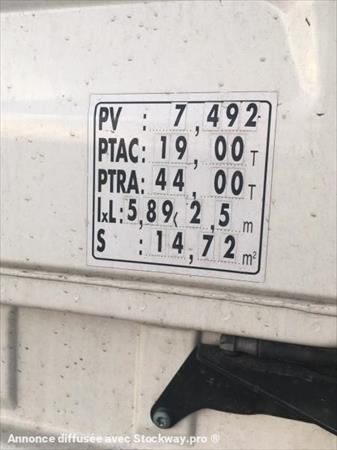 PV : 7,492
PTAC: 19,00T
PTRA: 44,00T
lxL: 5,89x 2,5 m
S : 14,72 m²
Annonce diffusée avec Stockway.pro ®